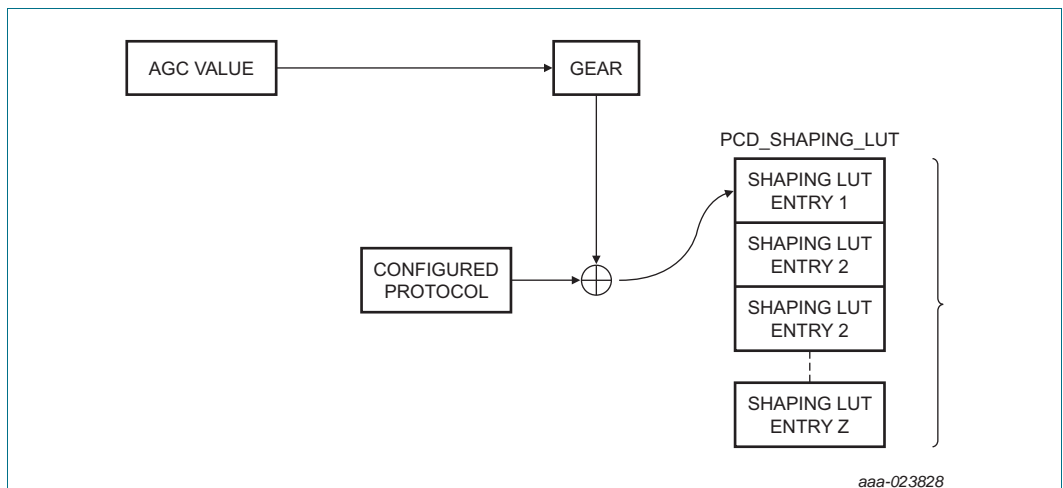 AGC VALUE
GEAR
PCD_SHAPING_LUT
SHAPING LUT
ENTRY 1
SHAPING LUT
ENTRY 2
CONFIGURED
PROTOCOL
SHAPING LUT
ENTRY 2
SHAPING LUT
ENTRY Z
aaa-023828